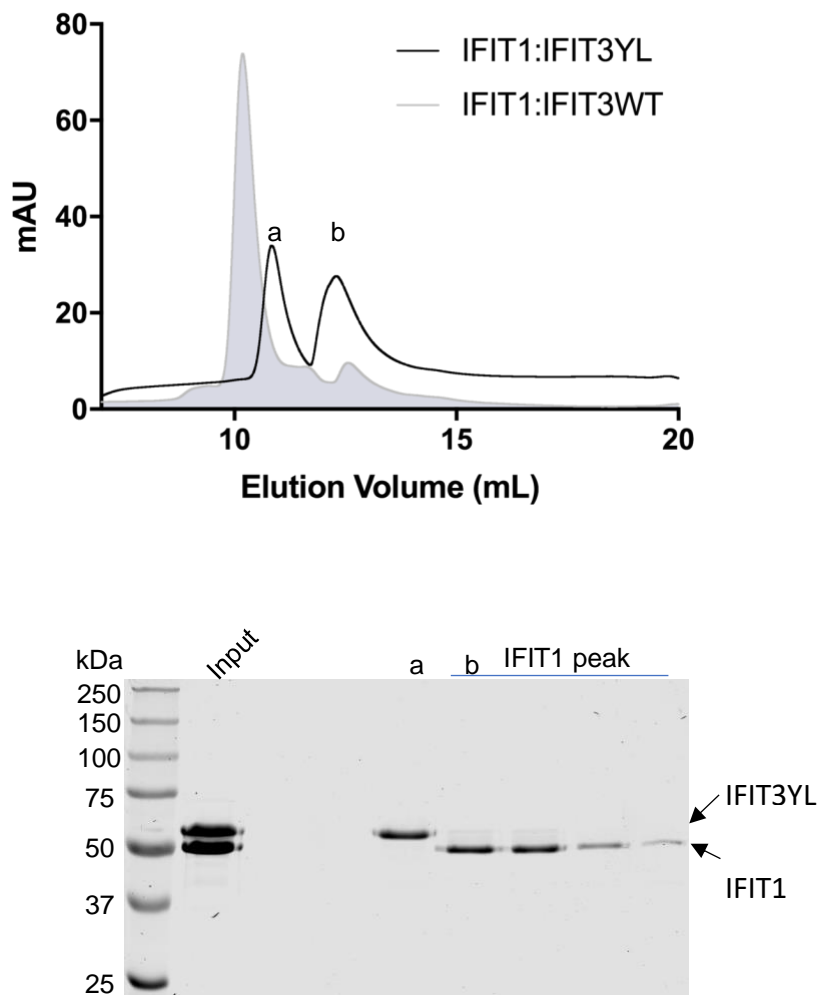 80
60
40
20
0
mAU
IFIT1:IFIT3YL
IFIT1:IFIT3WT
a b
10 15 20
Elution Volume (mL)
kDa Input a b IFIT1 peak
250
150
100
75
50
37
25
IFIT3YL
IFIT1